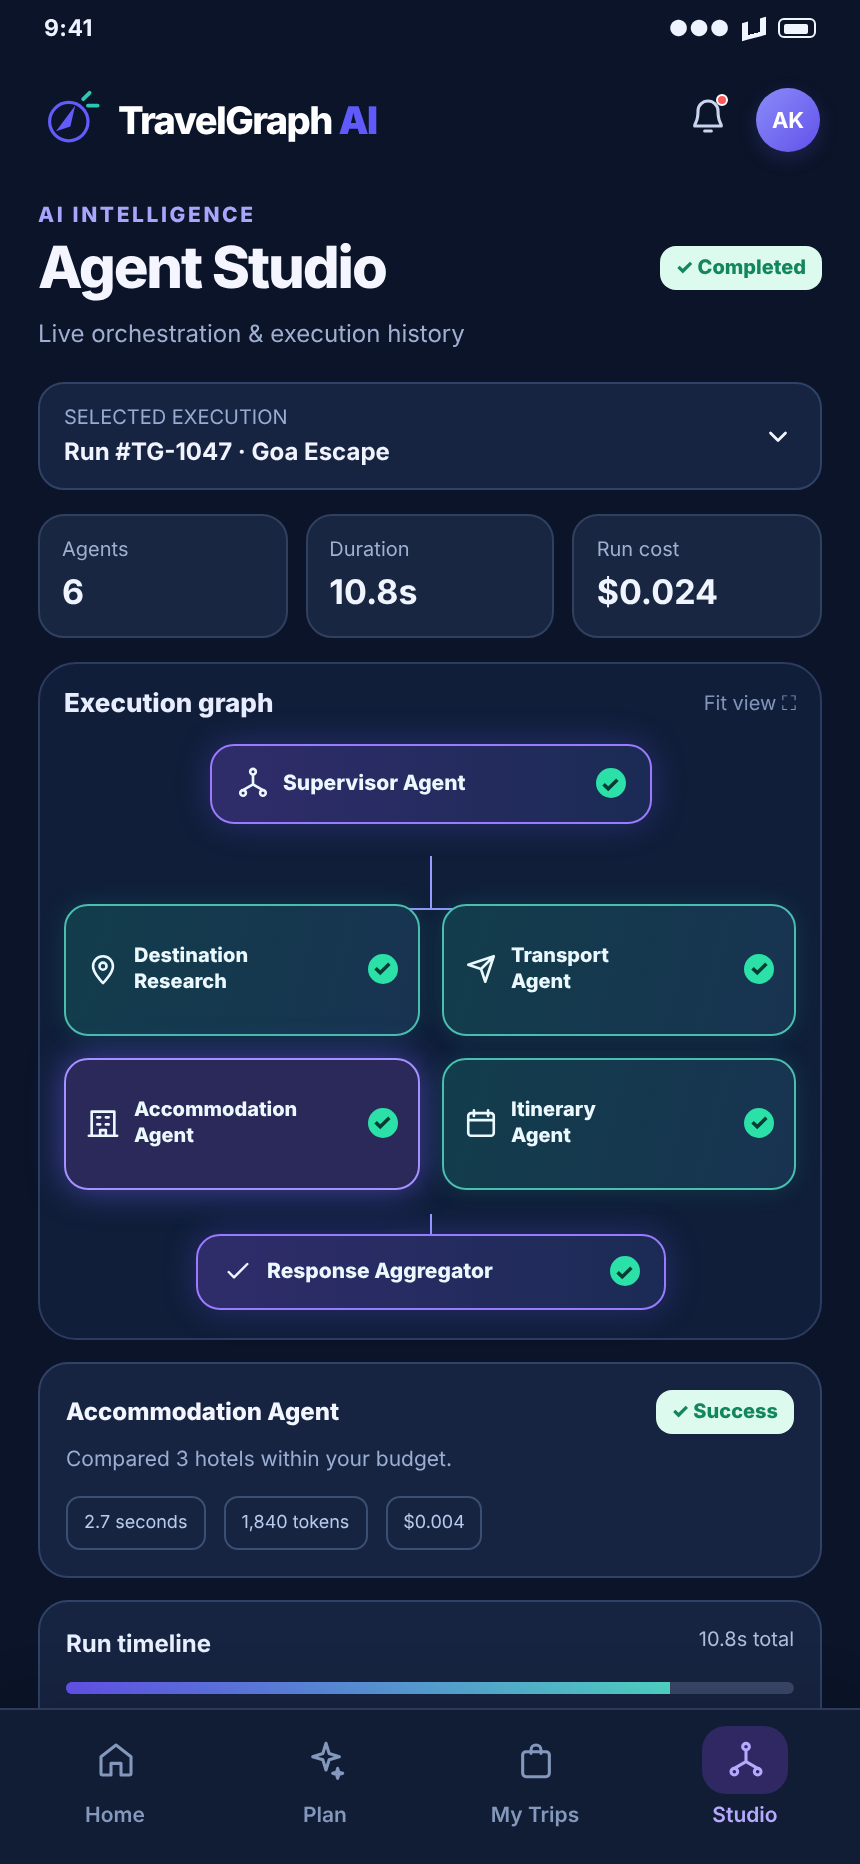 9:41
TravelGraph AI
AK
AI INTELLIGENCE
Agent Studio
✓ Completed
Live orchestration & execution history
SELECTED EXECUTION
Run #TG-1047 · Goa Escape
Agents
6
Duration
10.8s
Run cost
$0.024
Execution graph
Fit view
Supervisor Agent
Destination
Research
Transport
Agent
Accommodation
Agent
Itinerary
Agent
Response Aggregator
Accommodation Agent
✓ Success
Compared 3 hotels within your budget.
2.7 seconds
1,840 tokens
$0.004
Run timeline
10.8s total
Home
Plan
My Trips
Studio